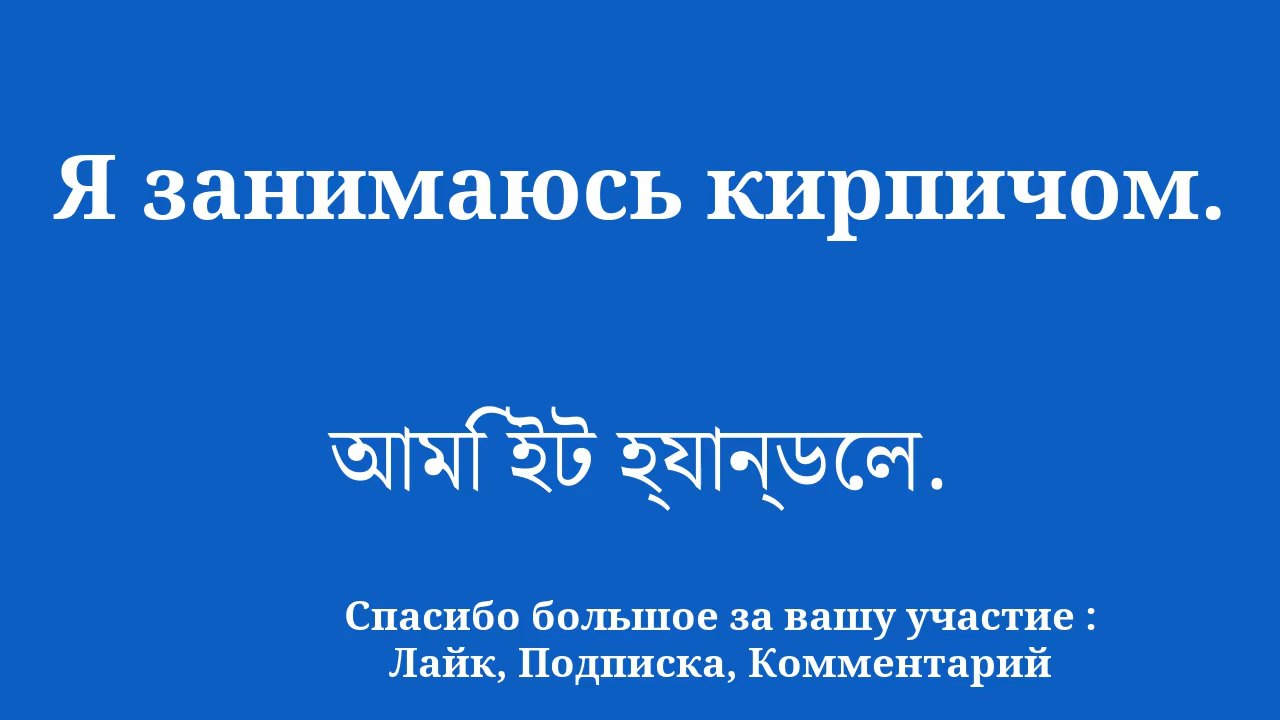 Я занимаюсь кирпичом.
আমি ইট হ্যান্ডলে.
Спасибо большое за вашу участие :
Лайк, Подписка, Комментарий